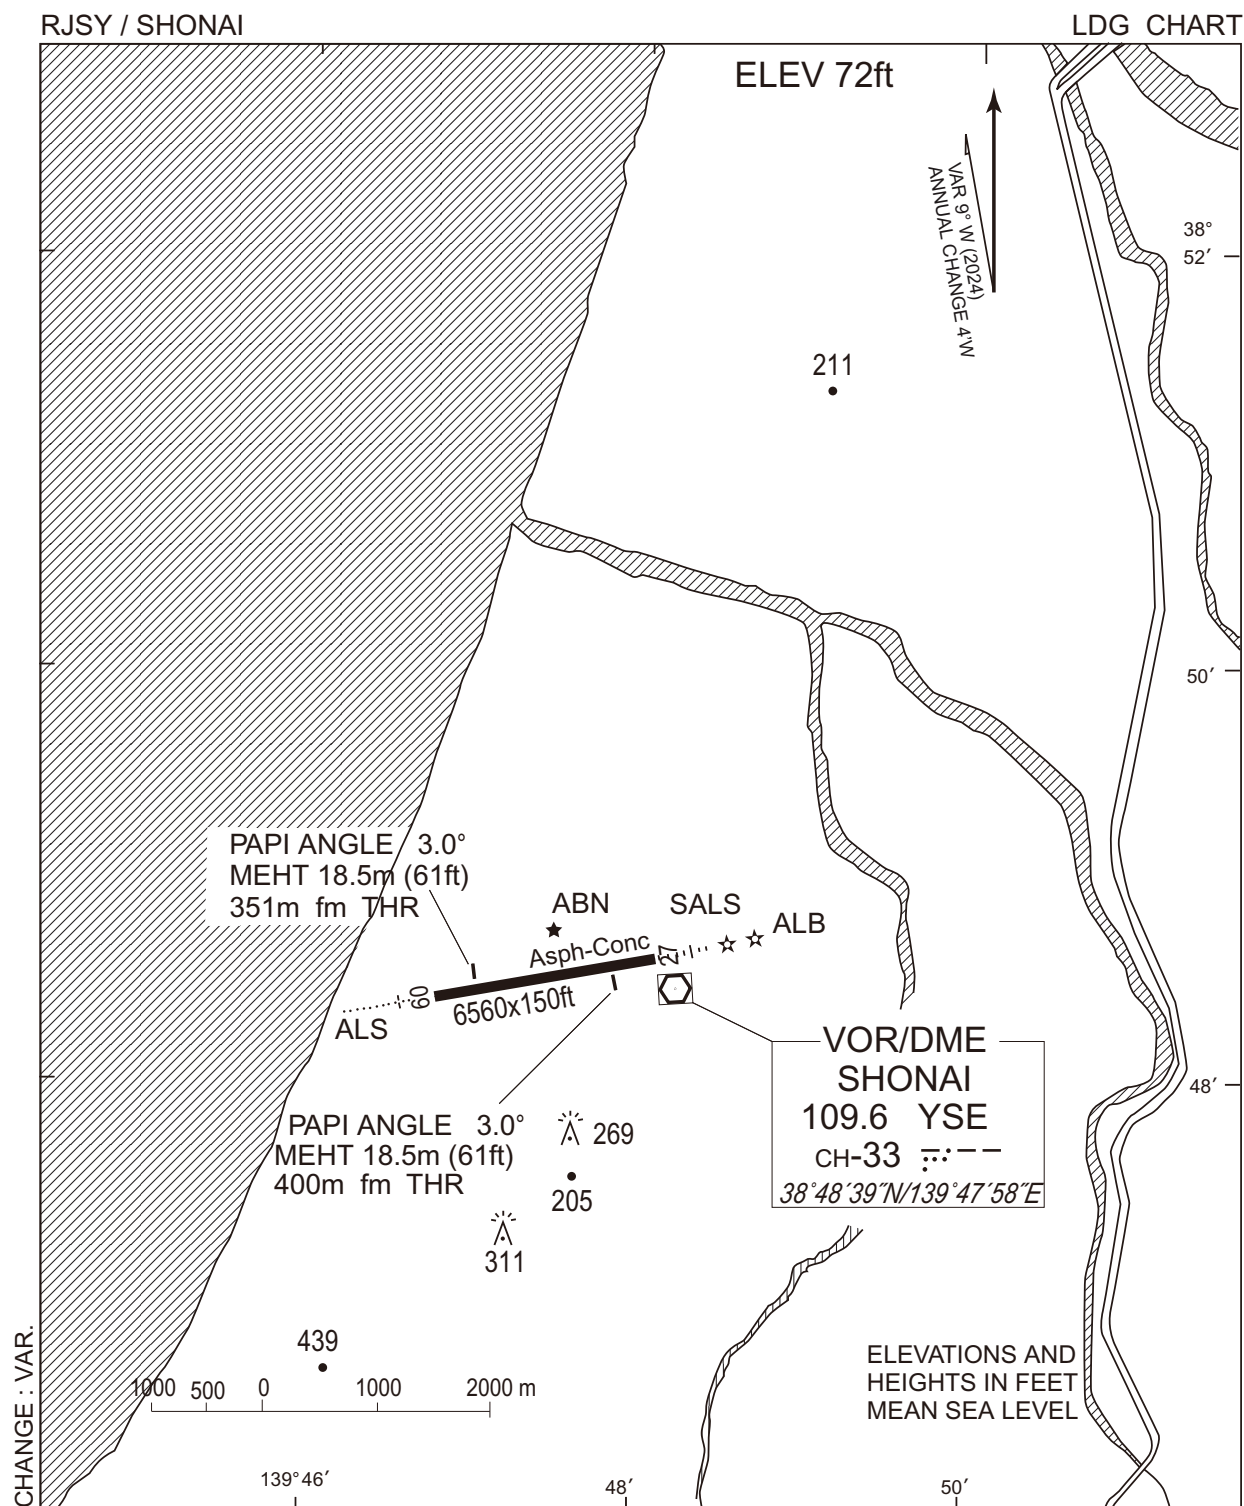 RJSY / SHONAI
LDG CHART
ELEV 72ft
VAR 9° W (2024)
ANNUAL CHANGE 4'W
38°
52′
211
50′
PAPI ANGLE 3.0°
MEHT 18.5m (61ft)
351m fm THR
ABN
SALS
ALB
Asph-Conc
27
09
6560x150ft
ALS
VOR/DME
SHONAI
109.6 YSE
CH-33
38°48′39″N/139°47′58″E
48′
PAPI ANGLE 3.0°
MEHT 18.5m (61ft)
400m fm THR
269
205
311
439
1000 500 0 1000 2000 m
ELEVATIONS AND
HEIGHTS IN FEET
MEAN SEA LEVEL
CHANGE : VAR.
139°46′
48′
50′